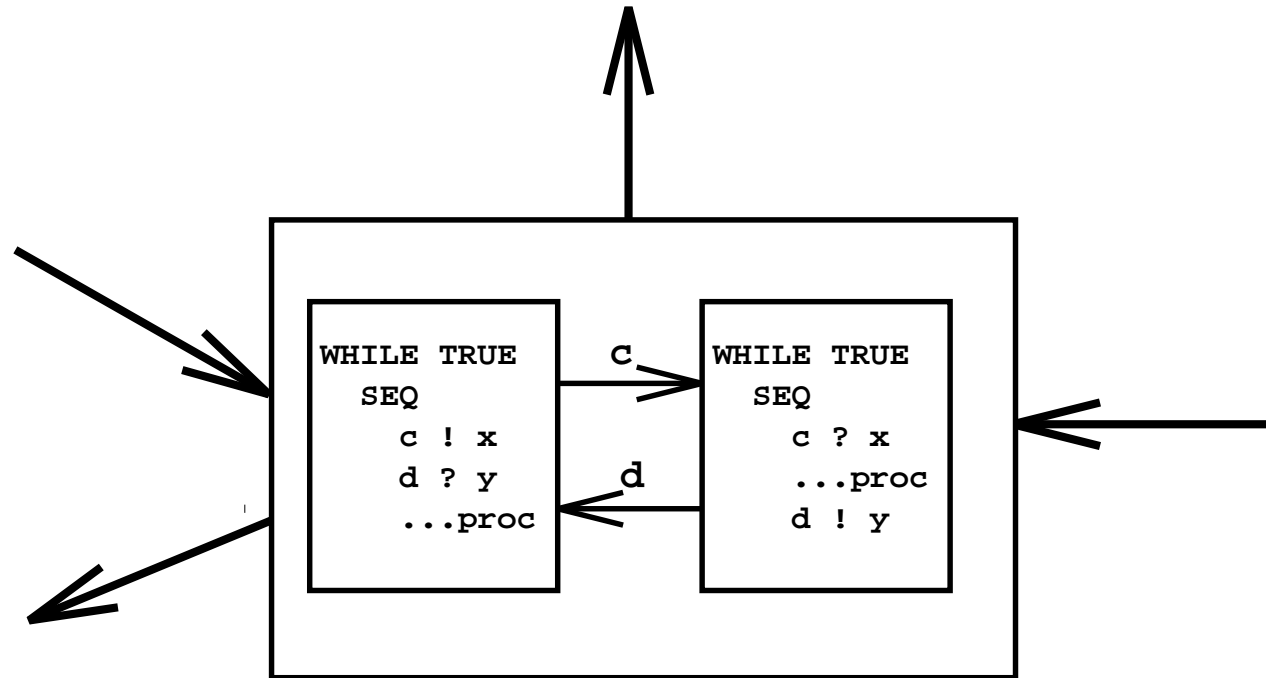 WHILE TRUE
SEQ
c ! x
d ? y
...proc
c
d
WHILE TRUE
SEQ
c ? x
...proc
d ! y